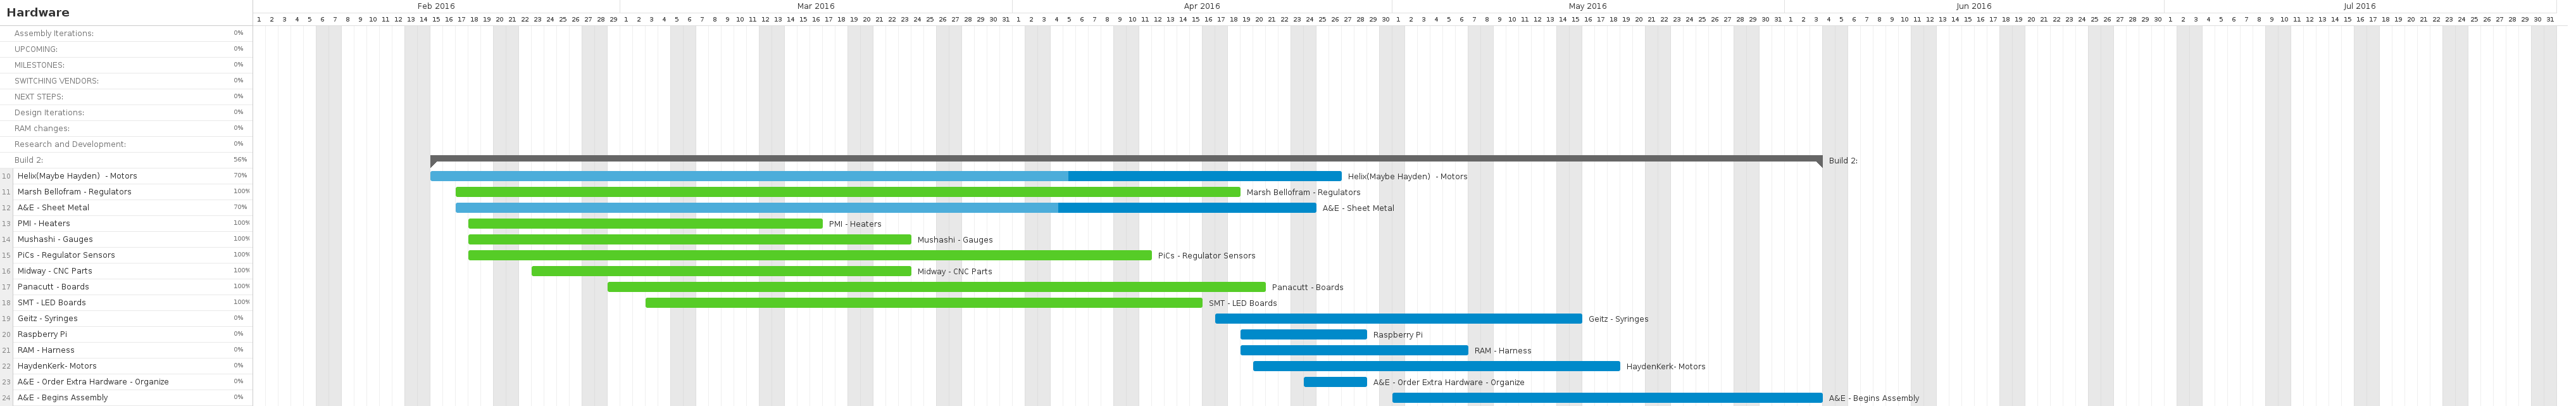 Hardware
Feb 2016 Mar 2016 Apr 2016 May 2016 Jun 2016 Jul 2016
1 2 3 4 5 6 7 8 9 10 11 12 13 14 15 16 17 18 19 20 21 22 23 24 25 26 27 28 29 1 2 3 4 5 6 7 8 9 10 11 12 13 14 15 16 17 18 19 20 21 22 23 24 25 26 27 28 29 30 31 1 2 3 4 5 6 7 8 9 10 11 12 13 14 15 16 17 18 19 20 21 22 23 24 25 26 27 28 29 30 1 2 3 4 5 6 7 8 9 10 11 12 13 14 15 16 17 18 19 20 21 22 23 24 25 26 27 28 29 30 31 1 2 3 4 5 6 7 8 9 10 11 12 13 14 15 16 17 18 19 20 21 22 23 24 25 26 27 28 29 30 1 2 3 4 5 6 7 8 9 10 11 12 13 14 15 16 17 18 19 20 21 22 23 24 25 26 27 28 29 30 31
Assembly Iterations: 0%
UPCOMING: 0%
MILESTONES: 0%
SWITCHING VENDORS: 0%
NEXT STEPS: 0%
Design Iterations: 0%
RAM changes: 0%
Research and Development: 0%
Build 2: 56% Build 2:
10 Helix(Maybe Hayden) - Motors 70% Helix(Maybe Hayden) - Motors
11 Marsh Bellofram - Regulators 100% Marsh Bellofram - Regulators
12 A&E - Sheet Metal 70% A&E - Sheet Metal
13 PMI - Heaters 100% PMI - Heaters
14 Mushashi - Gauges 100% Mushashi - Gauges
15 PiCs - Regulator Sensors 100% PiCs - Regulator Sensors
16 Midway - CNC Parts 100% Midway - CNC Parts
17 Panacutt - Boards 100% Panacutt - Boards
18 SMT - LED Boards 100% SMT - LED Boards
19 Geitz - Syringes 0% Geitz - Syringes
20 Raspberry Pi 0% Raspberry Pi
21 RAM - Harness 0% RAM - Harness
22 HaydenKerk- Motors 0% HaydenKerk- Motors
23 A&E - Order Extra Hardware - Organize 0% A&E - Order Extra Hardware - Organize
24 A&E - Begins Assembly 0% A&E - Begins Assembly